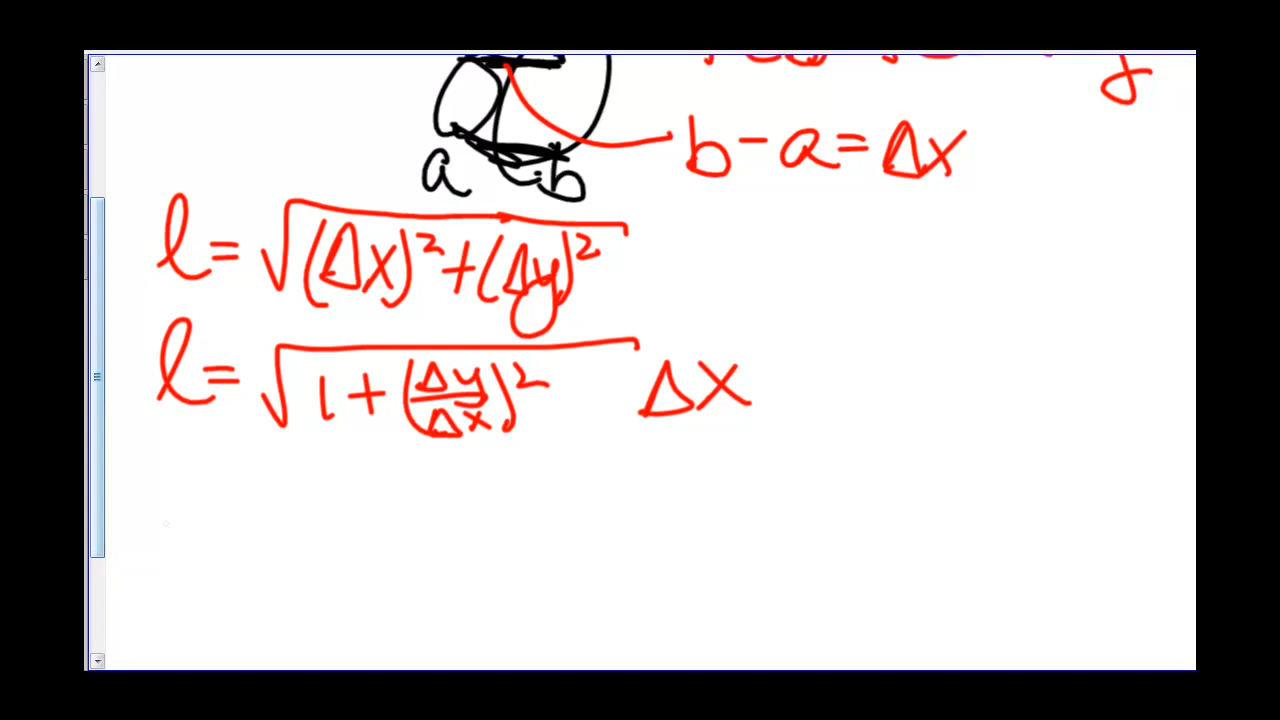 b - a = Δx
a b
l = √((Δx)² + (Δy)²)
l = √(1 + (Δy/Δx)²) Δx